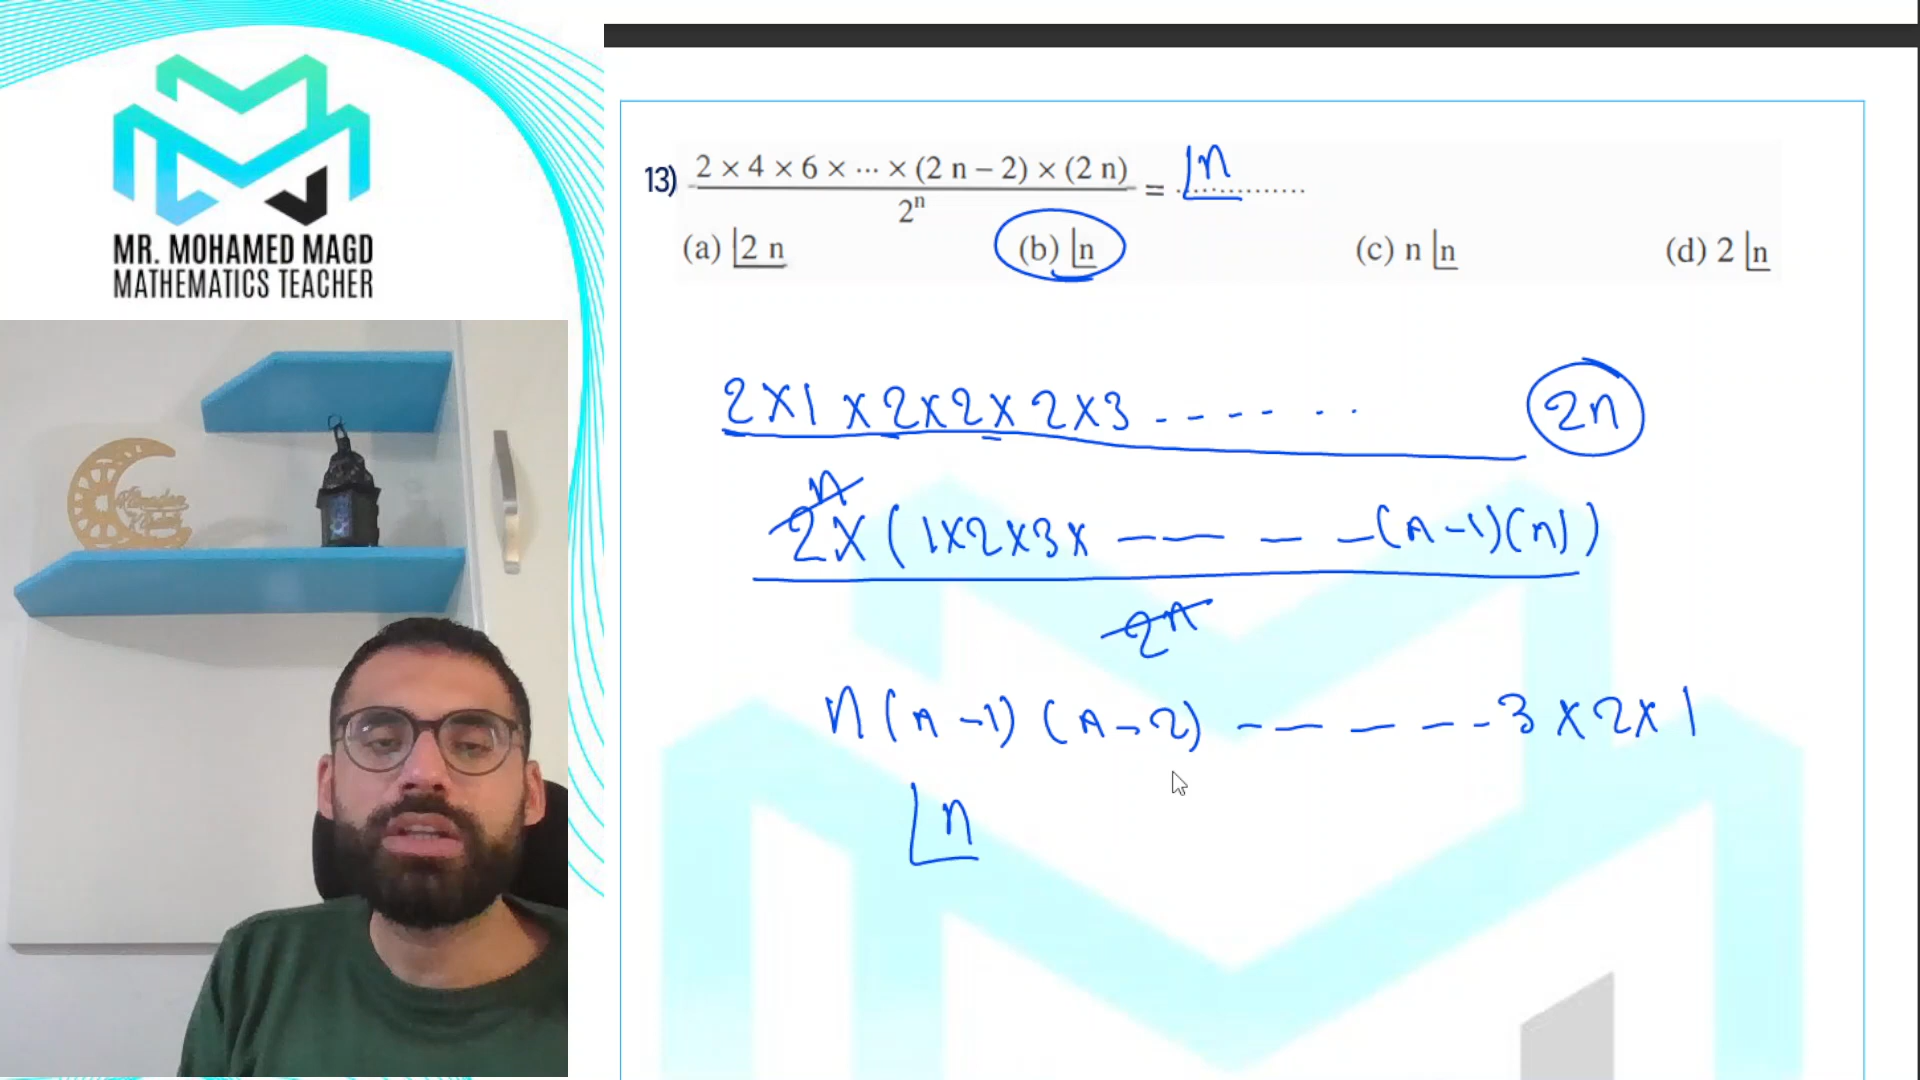 MR. MOHAMED MAGD
MATHEMATICS TEACHER
13) 2 × 4 × 6 × ... × (2 n – 2) × (2 n) / 2ⁿ = ⌊n ..............
(a) ⌊2 n (b) ⌊n (c) n ⌊n (d) 2 ⌊n
2×1 × 2×2 × 2×3 - - - - - · · 2n
2ⁿ × (1×2×3× — — — — (n-1)(n))
2ⁿ
n(n-1)(n-2) - — — - - 3×2×1
⌊n